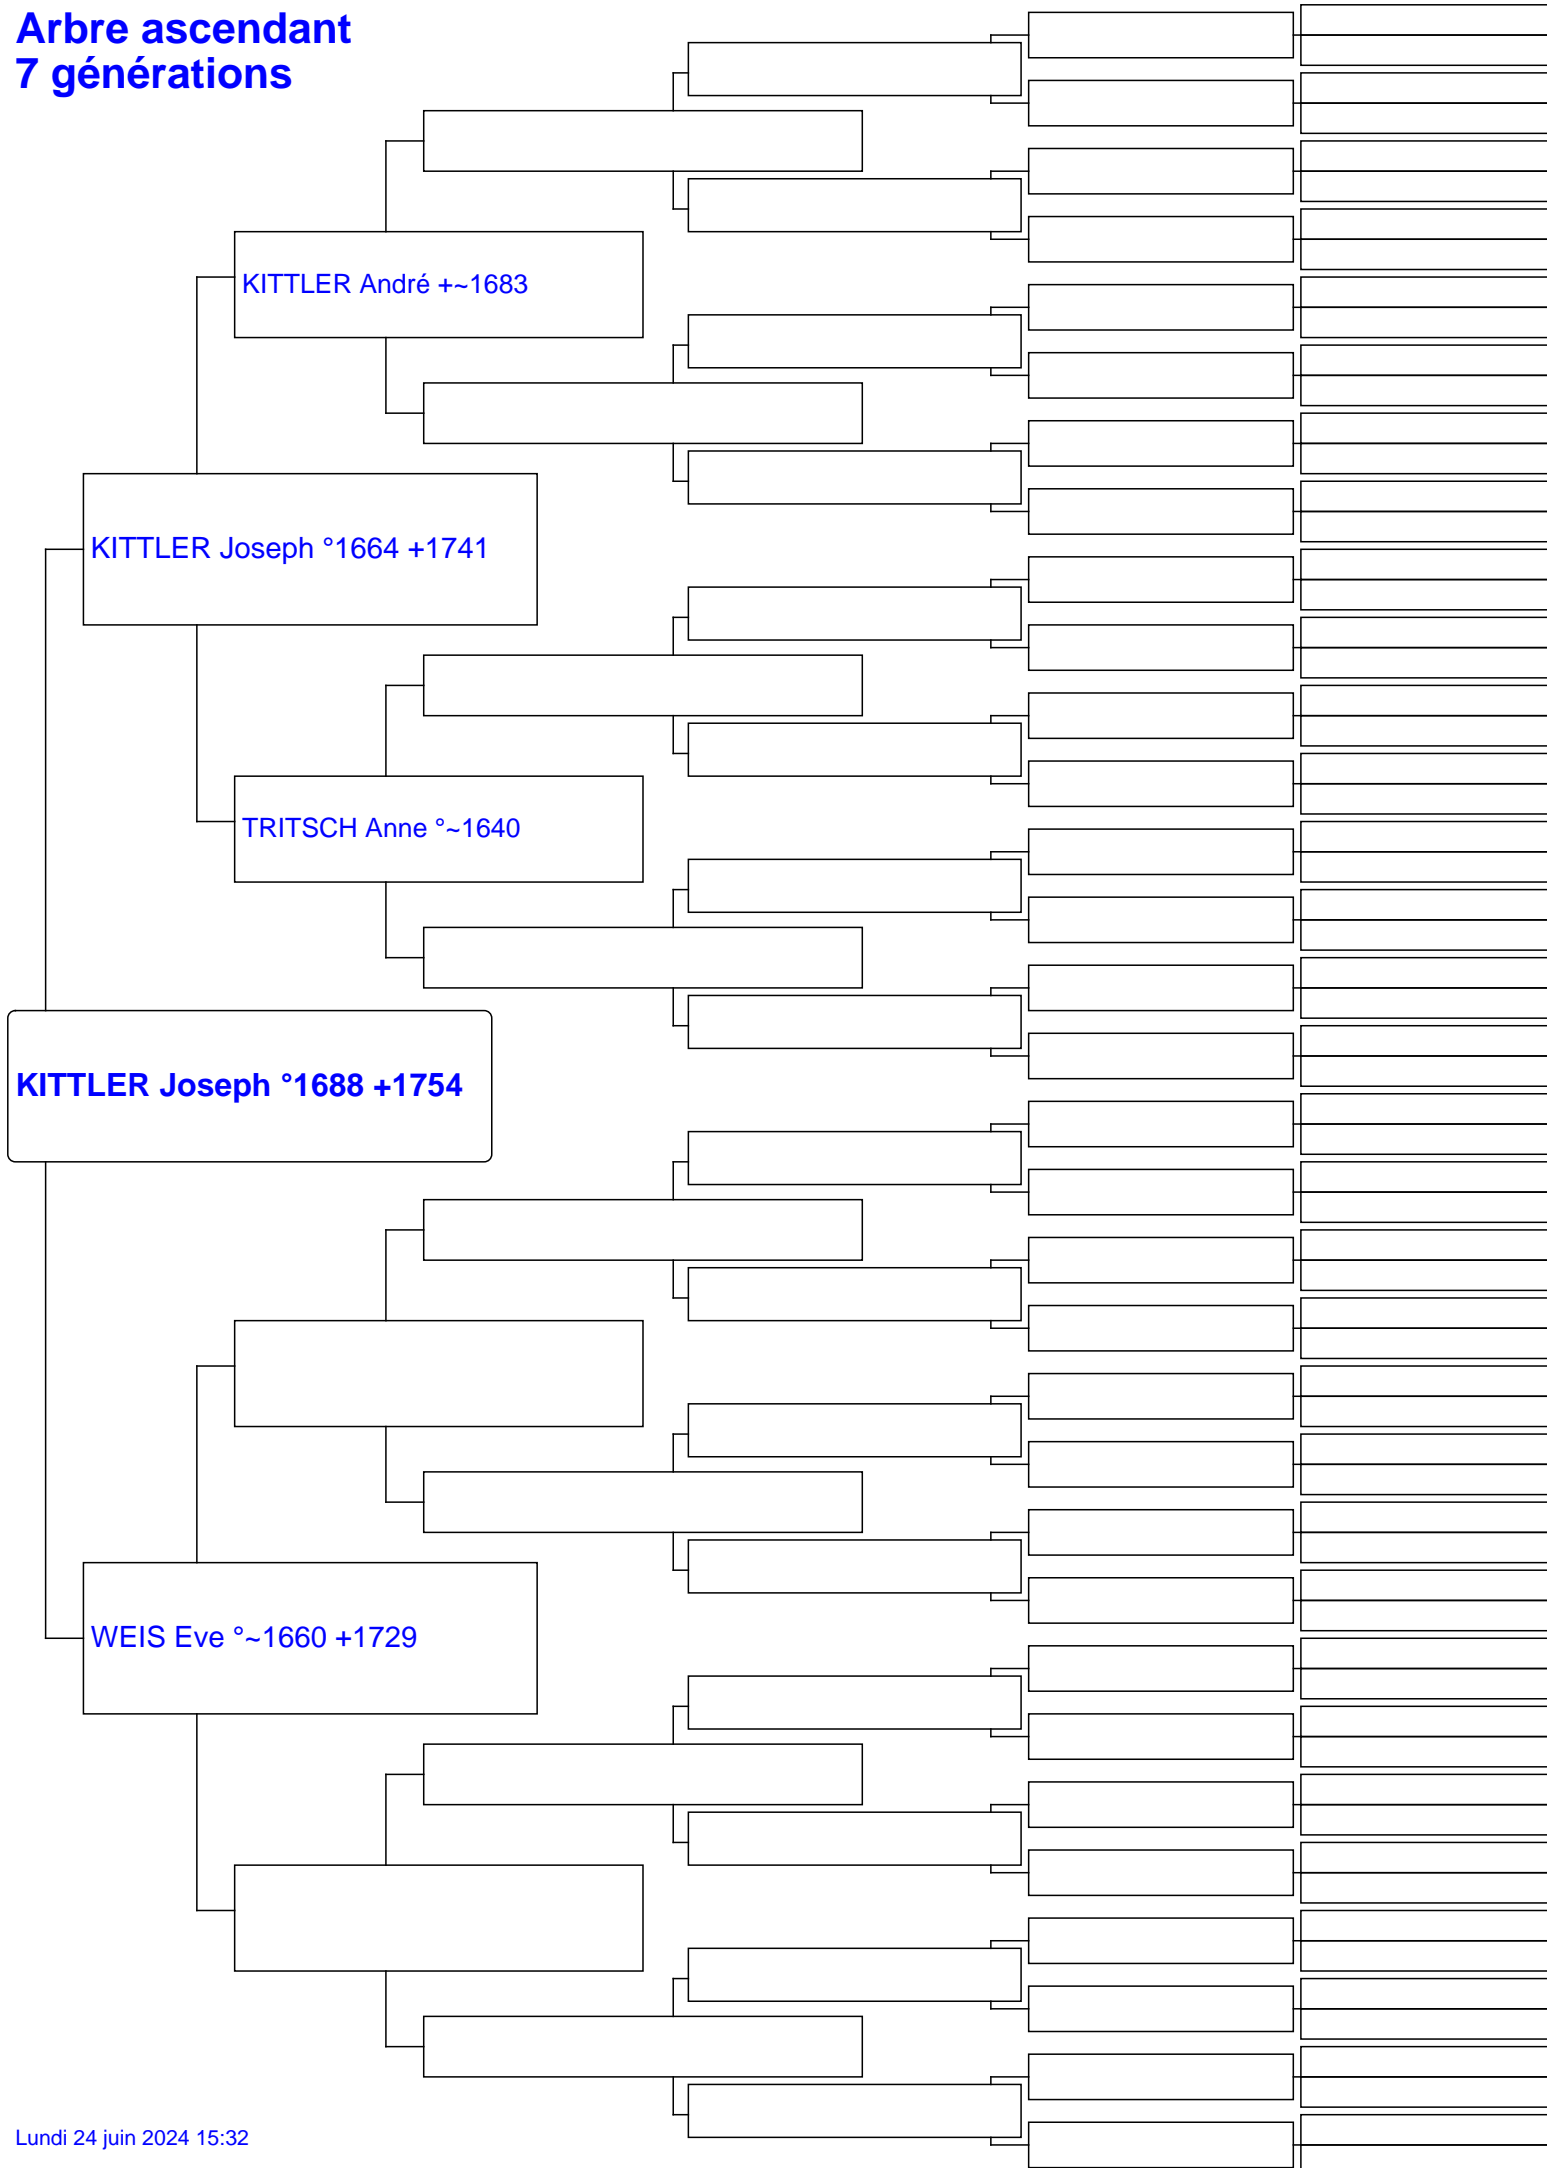 Arbre ascendant
7 générations
KITTLER André +~1683
KITTLER Joseph °1664 +1741
TRITSCH Anne °~1640
KITTLER Joseph °1688 +1754
WEIS Eve °~1660 +1729
Lundi 24 juin 2024 15:32